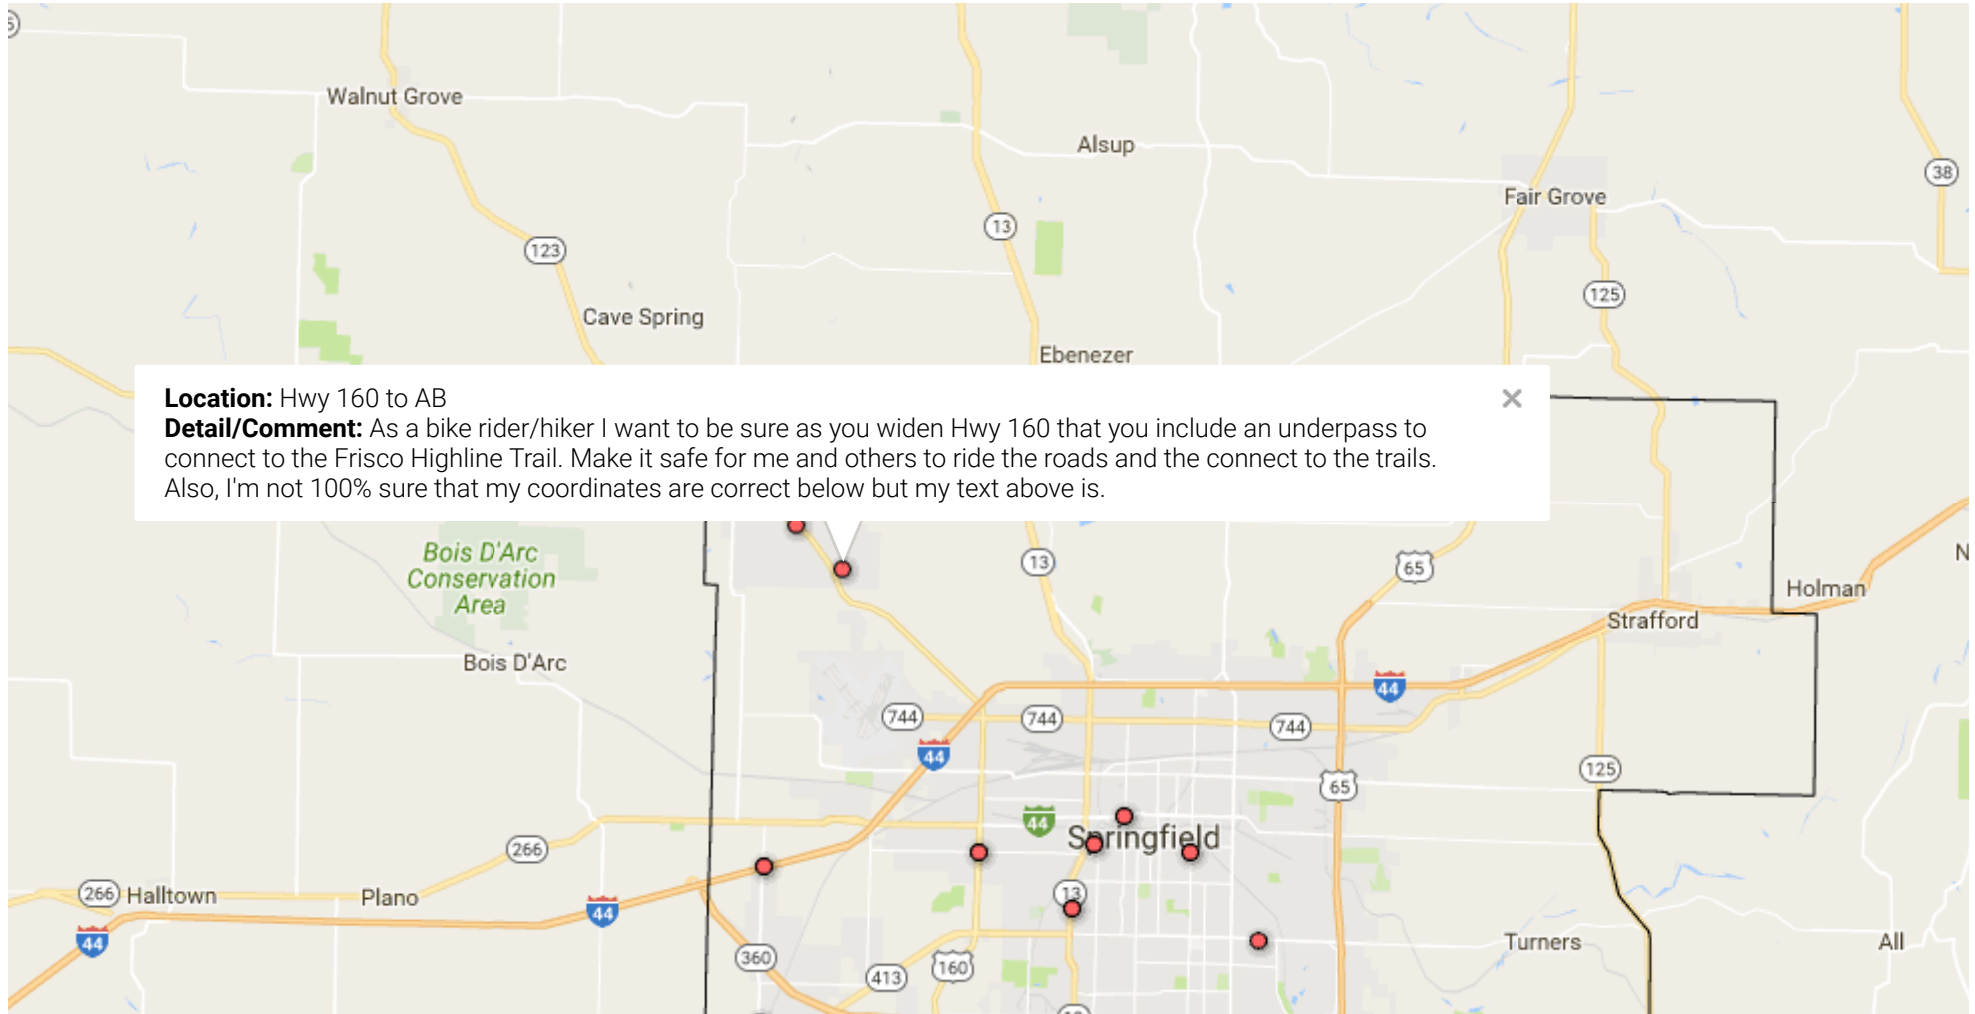 5
Walnut Grove
Alsup
38
Fair Grove
13
123
125
Cave Spring
Ebenezer
Location: Hwy 160 to AB
Detail/Comment: As a bike rider/hiker I want to be sure as you widen Hwy 160 that you include an underpass to
connect to the Frisco Highline Trail. Make it safe for me and others to ride the roads and the connect to the trails.
Also, I'm not 100% sure that my coordinates are correct below but my text above is.
Bois D'Arc
Conservation
Area
13
65
N
Holman
Strafford
Bois D'Arc
44
744
744
744
44
125
65
44
Springfield
266
266
Halltown
Plano
13
44
44
Turners
All
360
413
160